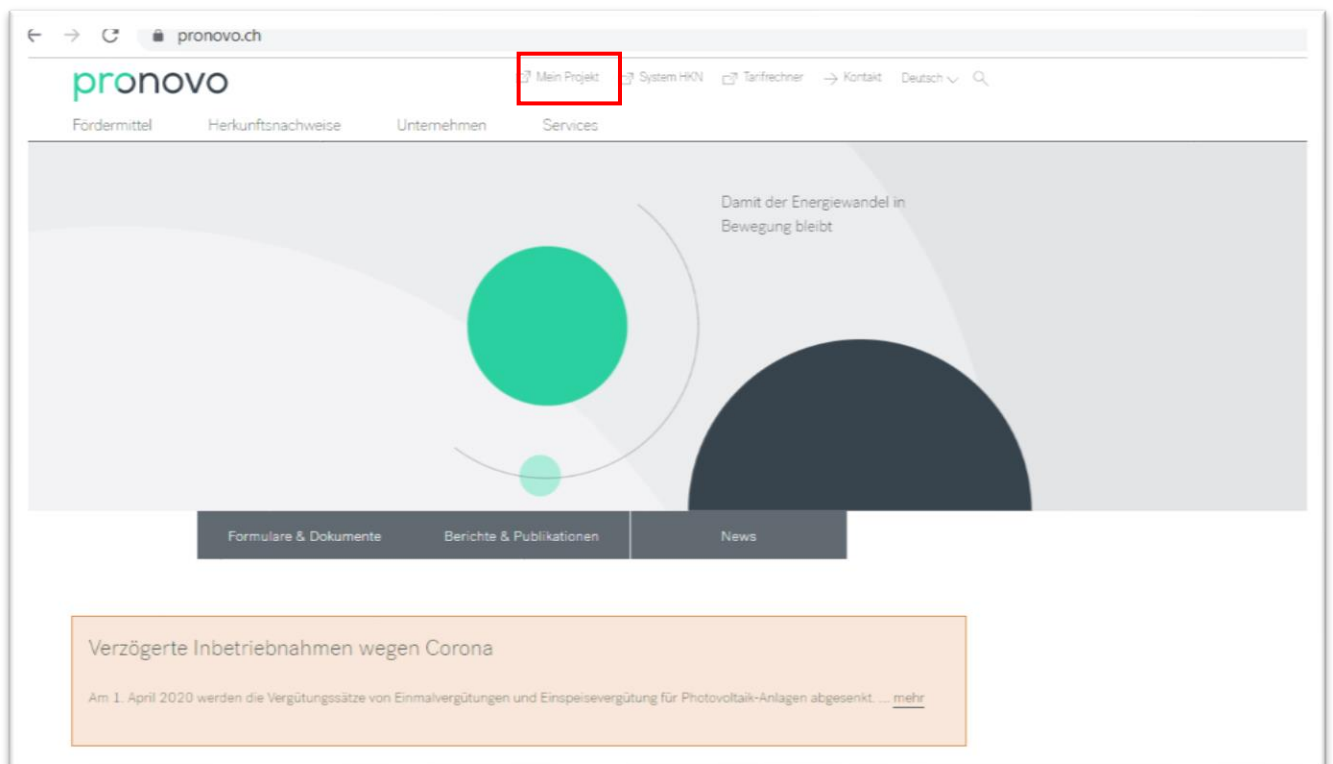 pronovo.ch
pronovo
Mein Projekt System HKN Tarifrechner Kontakt Deutsch
Fördermittel Herkunftsnachweise Unternehmen Services
Damit der Energiewandel in
Bewegung bleibt
Formulare & Dokumente Berichte & Publikationen News
Verzögerte Inbetriebnahmen wegen Corona
Am 1. April 2020 werden die Vergütungssätze von Einmalvergütungen und Einspeisevergütung für Photovoltaik-Anlagen abgesenkt. ... mehr